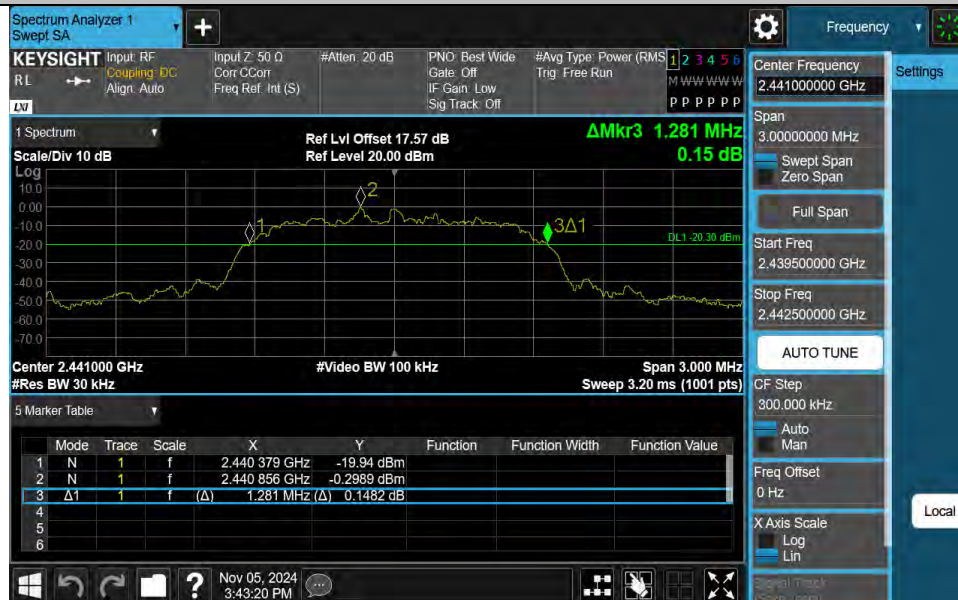 Spectrum Analyzer 1
Swept SA
+
Frequency
KEYSIGHT Input: RF Input Z: 50 Ω #Atten: 20 dB PNO: Best Wide #Avg Type: Power (RMS 1 2 3 4 5 6
RL Coupling: DC Corr CCorr Gate: Off Trig: Free Run M W W W W W
Align: Auto Freq Ref: Int (S) IF Gain: Low
LXI Sig Track: Off P P P P P P
1 Spectrum
Ref Lvl Offset 17.57 dB ΔMkr3 1.281 MHz
Scale/Div 10 dB Ref Level 20.00 dBm 0.15 dB
Log
10.0
0.00
-10.0
-20.0
-30.0
-40.0
-50.0
-60.0
-70.0
1
2
3Δ1
DL1 -20.30 dBm
Center 2.441000 GHz #Video BW 100 kHz Span 3.000 MHz
#Res BW 30 kHz Sweep 3.20 ms (1001 pts)
5 Marker Table
Mode Trace Scale X Y Function Function Width Function Value
1 N 1 f 2.440 379 GHz -19.94 dBm
2 N 1 f 2.440 856 GHz -0.2989 dBm
3 Δ1 1 f (Δ) 1.281 MHz (Δ) 0.1482 dB
4
5
6
?
Nov 05, 2024
3:43:20 PM
Center Frequency
2.441000000 GHz
Settings
Span
3.00000000 MHz
Swept Span
Zero Span
Full Span
Start Freq
2.439500000 GHz
Stop Freq
2.442500000 GHz
AUTO TUNE
CF Step
300.000 kHz
Auto
Man
Freq Offset
0 Hz
Local
X Axis Scale
Log
Lin